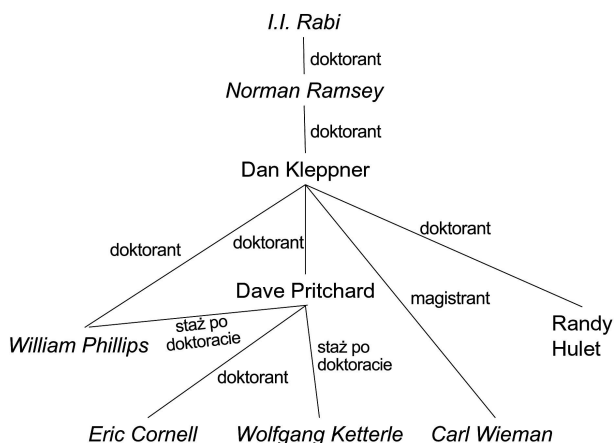 I.I. Rabi
doktorant
Norman Ramsey
doktorant
Dan Kleppner
doktorant
doktorant
doktorant
Dave Pritchard
magistrant
William Phillips
staż po
doktoracie
staż po
doktoracie
Randy
Hulet
doktorant
Eric Cornell
Wolfgang Ketterle
Carl Wieman